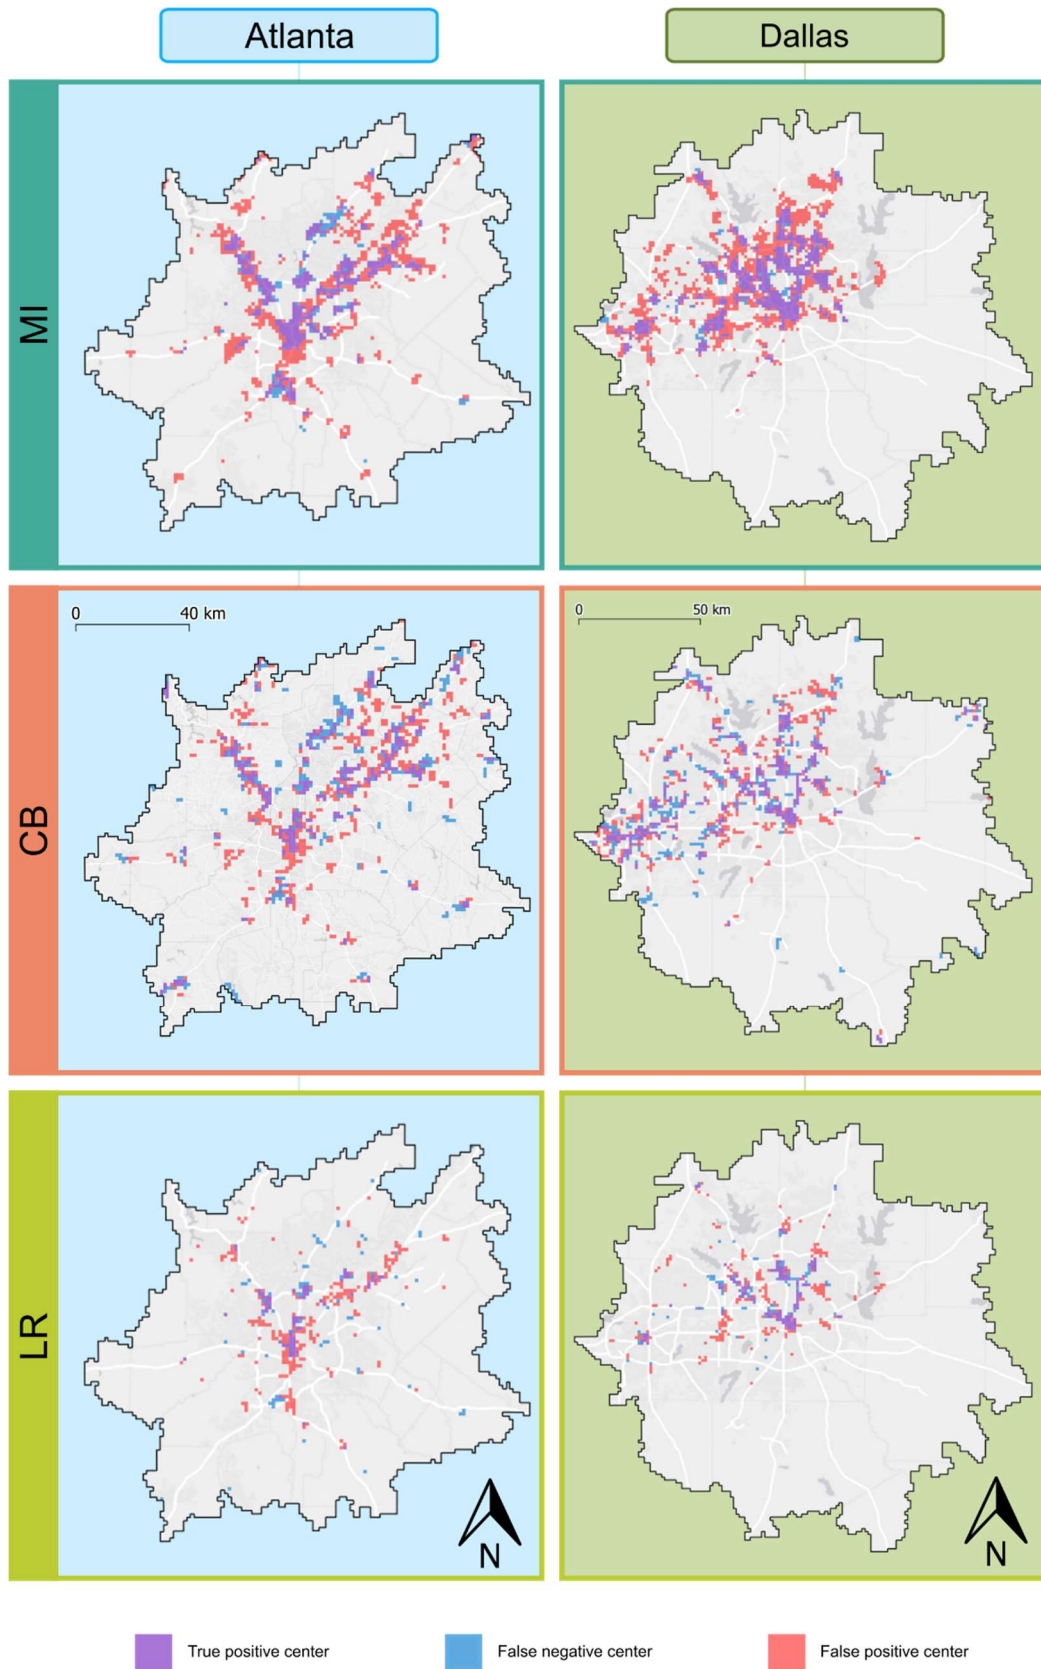 Atlanta
Dallas
MI
CB
0 40 km
0 50 km
LR
N
N
True positive center
False negative center
False positive center